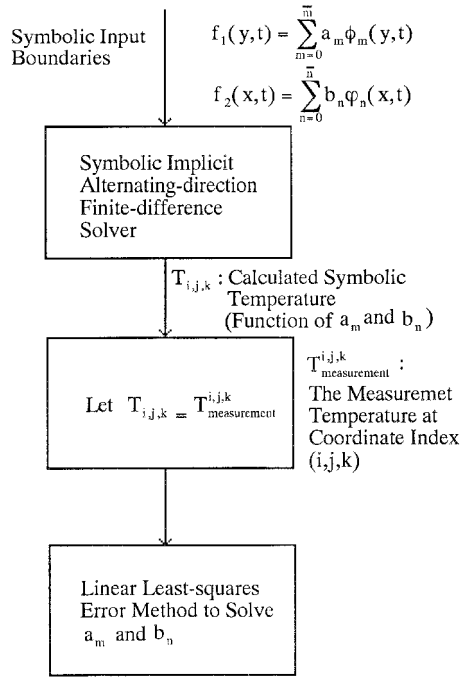 Symbolic Input
Boundaries
f₁(y,t) = ∑_{m=0}^{m̅} a_m ϕ_m(y,t)
f₂(x,t) = ∑_{n=0}^{n̅} b_n φ_n(x,t)
Symbolic Implicit
Alternating-direction
Finite-difference
Solver
T_{i,j,k} : Calculated Symbolic
Temperature
(Function of a_m and b_n)
Let T_{i,j,k} = T_{measurement}^{i,j,k}
T_{measurement}^{i,j,k} :
The Measuremet
Temperature at
Coordinate Index
(i,j,k)
Linear Least-squares
Error Method to Solve
a_m and b_n